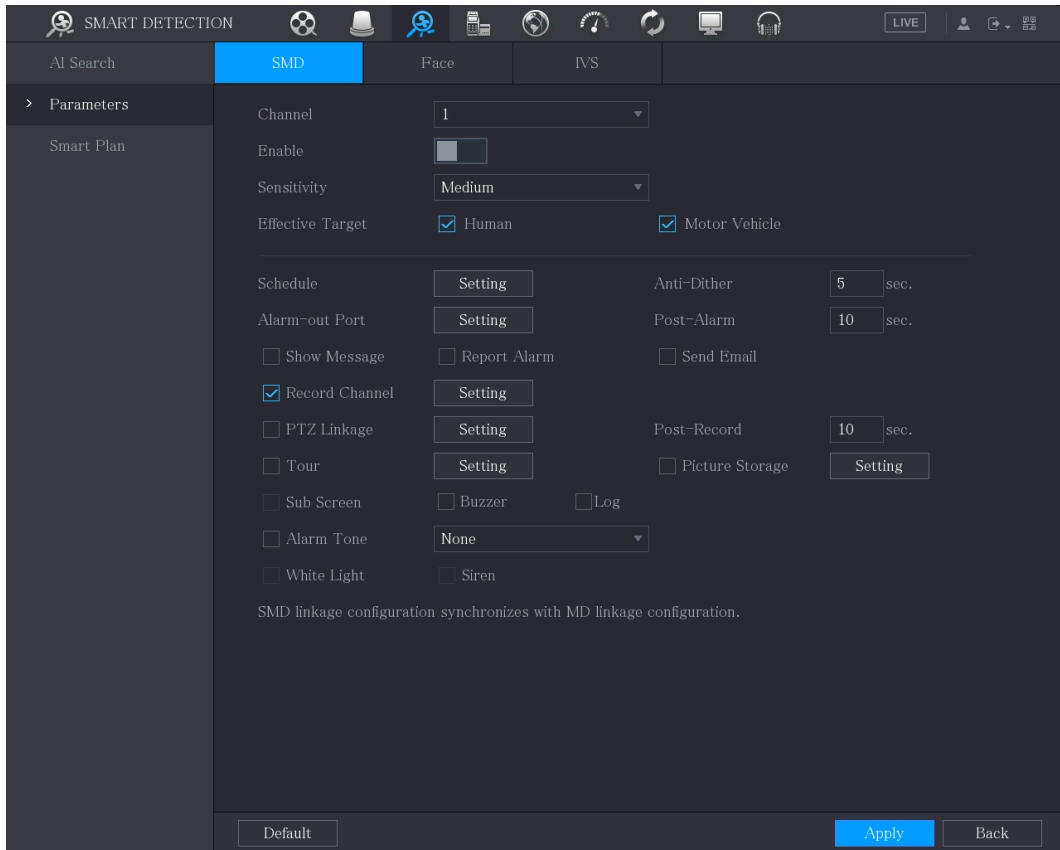 SMART DETECTION LIVE
AI Search SMD Face IVS
Parameters
Smart Plan
Channel 1
Enable
Sensitivity Medium
Effective Target Human Motor Vehicle
Schedule Setting Anti-Dither 5 sec.
Alarm-out Port Setting Post-Alarm 10 sec.
Show Message Report Alarm Send Email
Record Channel Setting
PTZ Linkage Setting Post-Record 10 sec.
Tour Setting Picture Storage Setting
Sub Screen Buzzer Log
Alarm Tone None
White Light Siren
SMD linkage configuration synchronizes with MD linkage configuration.
Default Apply Back